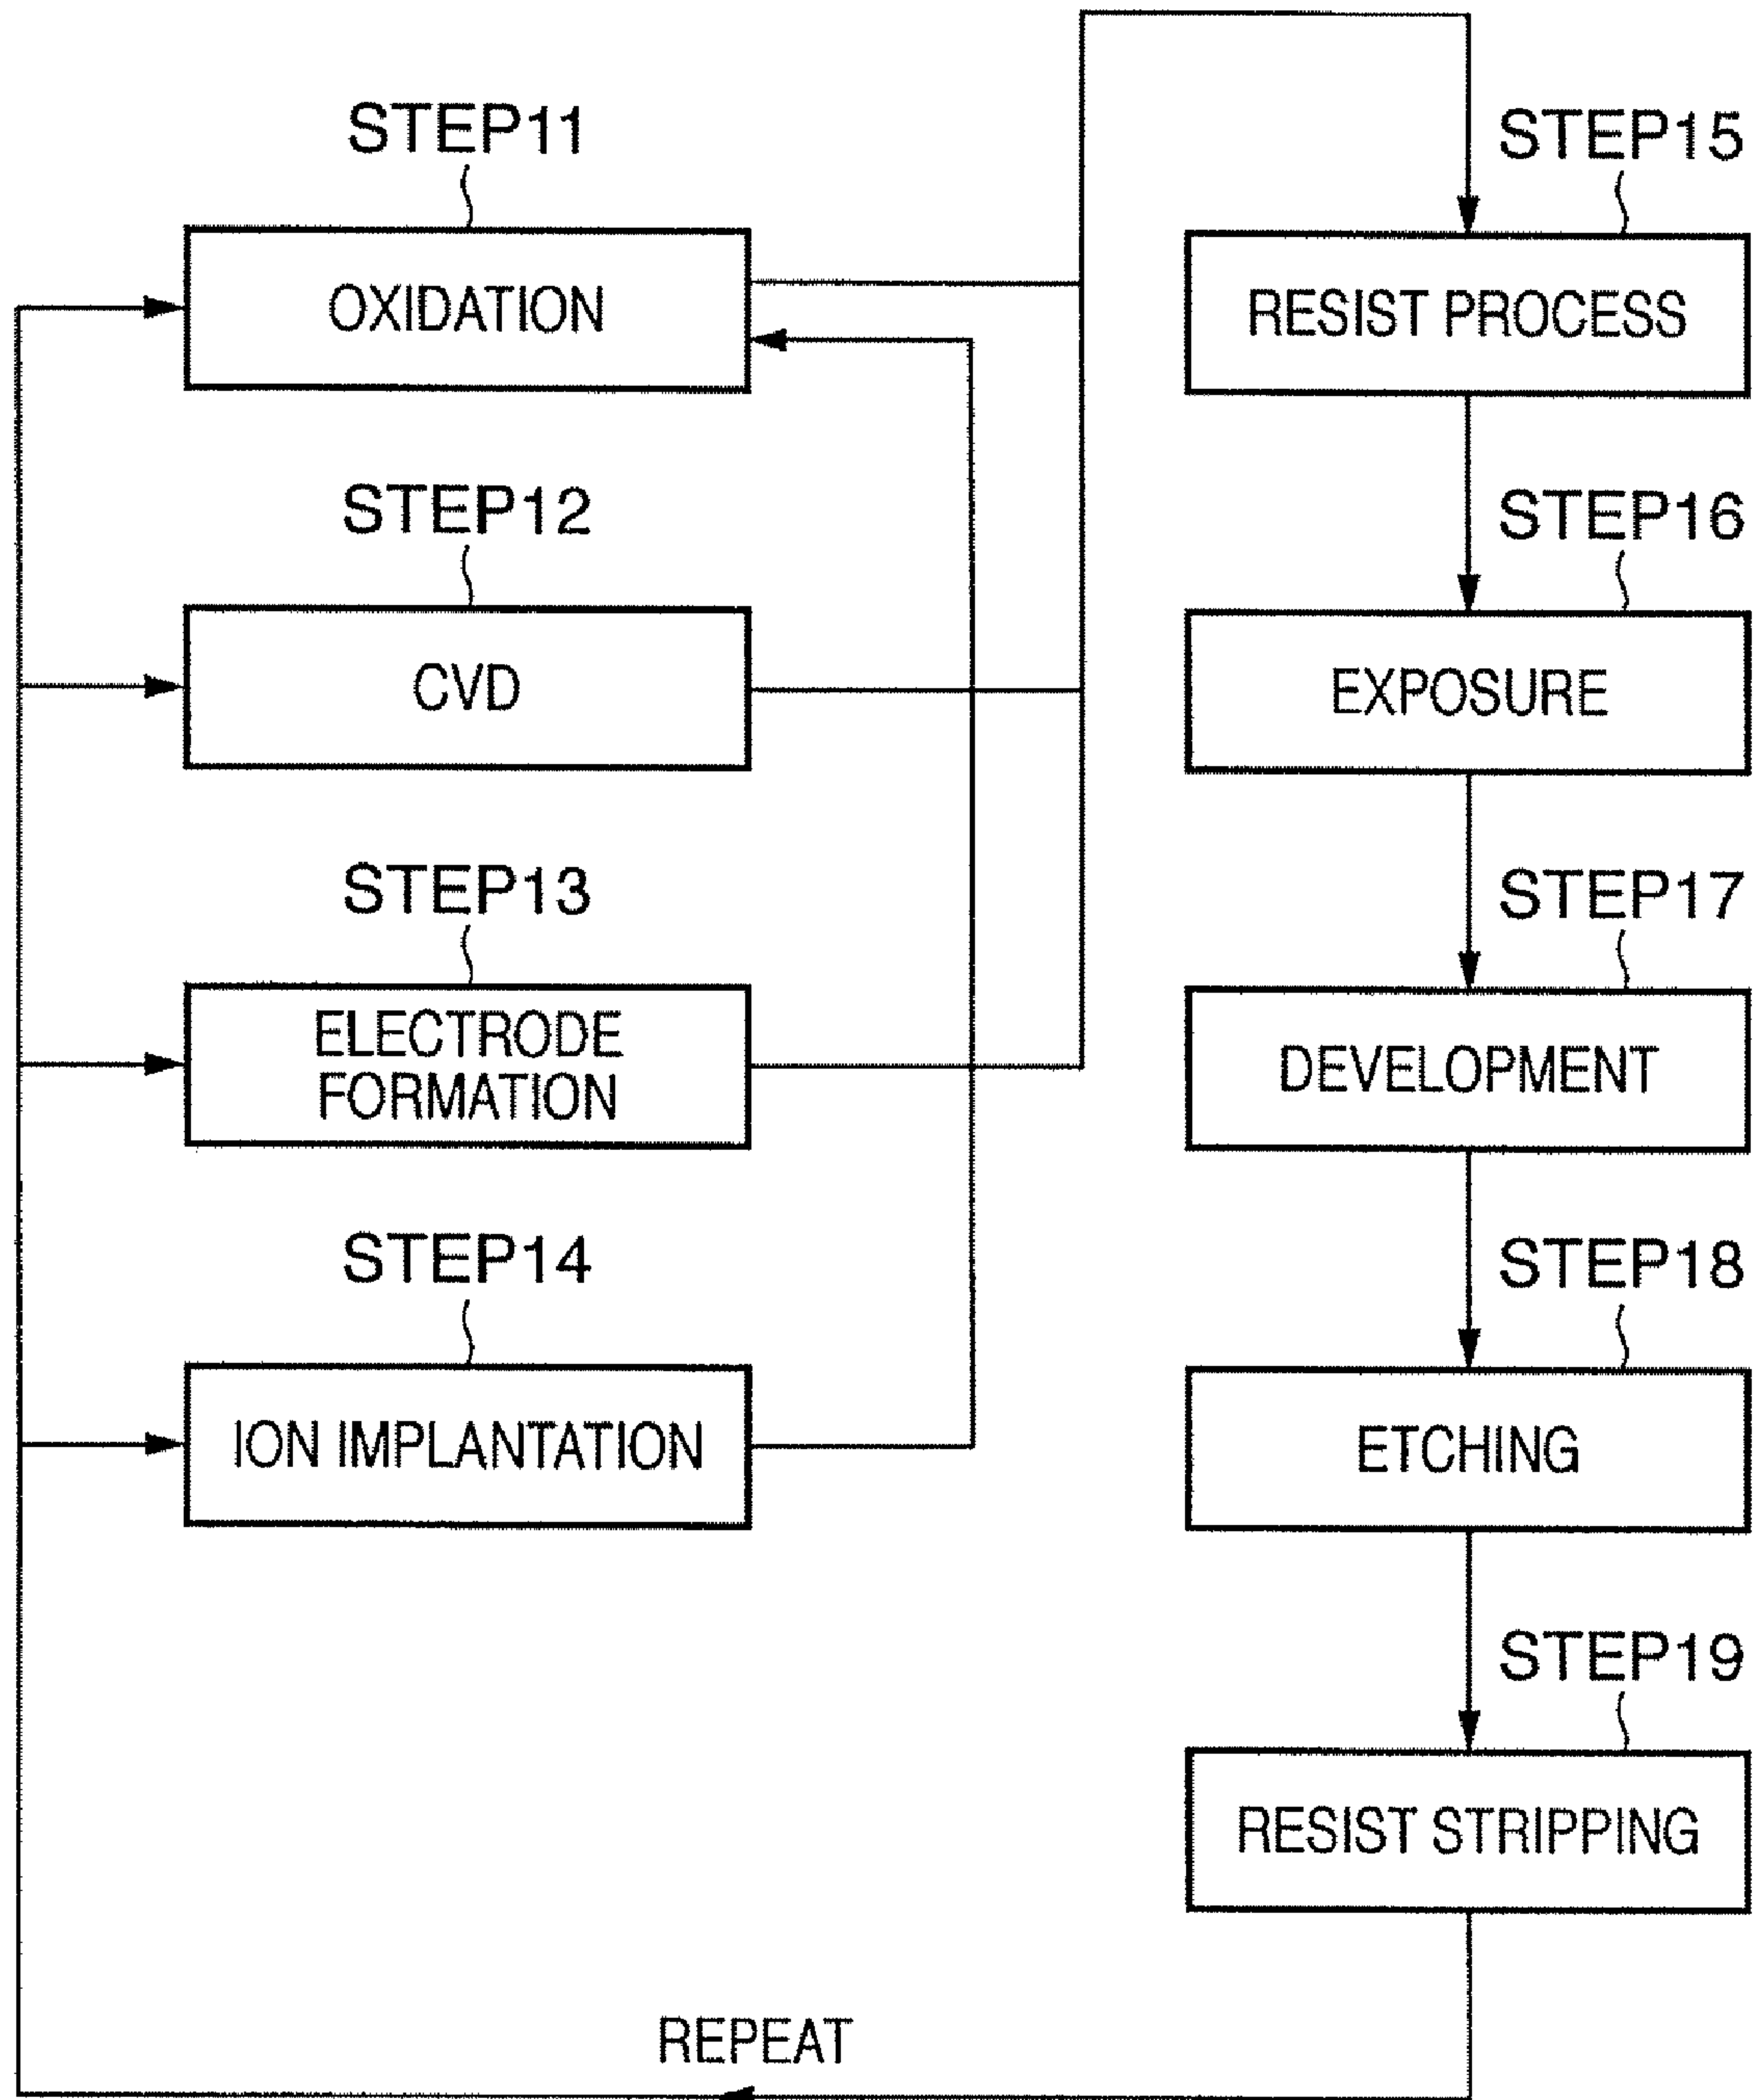 STEP11
OXIDATION
STEP12
CVD
STEP13
ELECTRODE
FORMATION
STEP14
ION IMPLANTATION
STEP15
RESIST PROCESS
STEP16
EXPOSURE
STEP17
DEVELOPMENT
STEP18
ETCHING
STEP19
RESIST STRIPPING
REPEAT